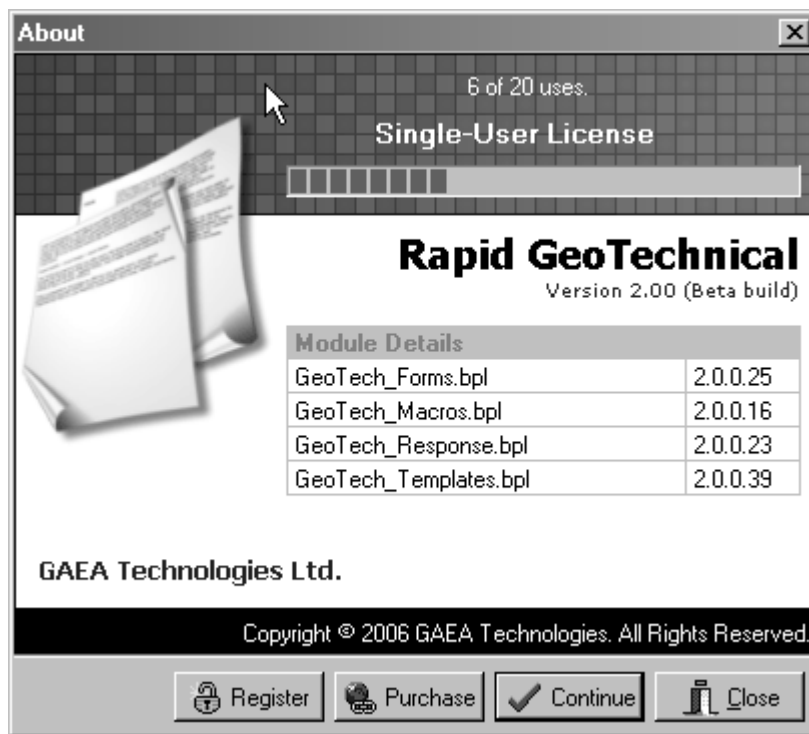 About
6 of 20 uses.
Single-User License
Rapid GeoTechnical
Version 2.00 (Beta build)
Module Details
GeoTech_Forms.bpl 2.0.0.25
GeoTech_Macros.bpl 2.0.0.16
GeoTech_Response.bpl 2.0.0.23
GeoTech_Templates.bpl 2.0.0.39
GAEA Technologies Ltd.
Copyright © 2006 GAEA Technologies. All Rights Reserved.
Register Purchase Continue Close